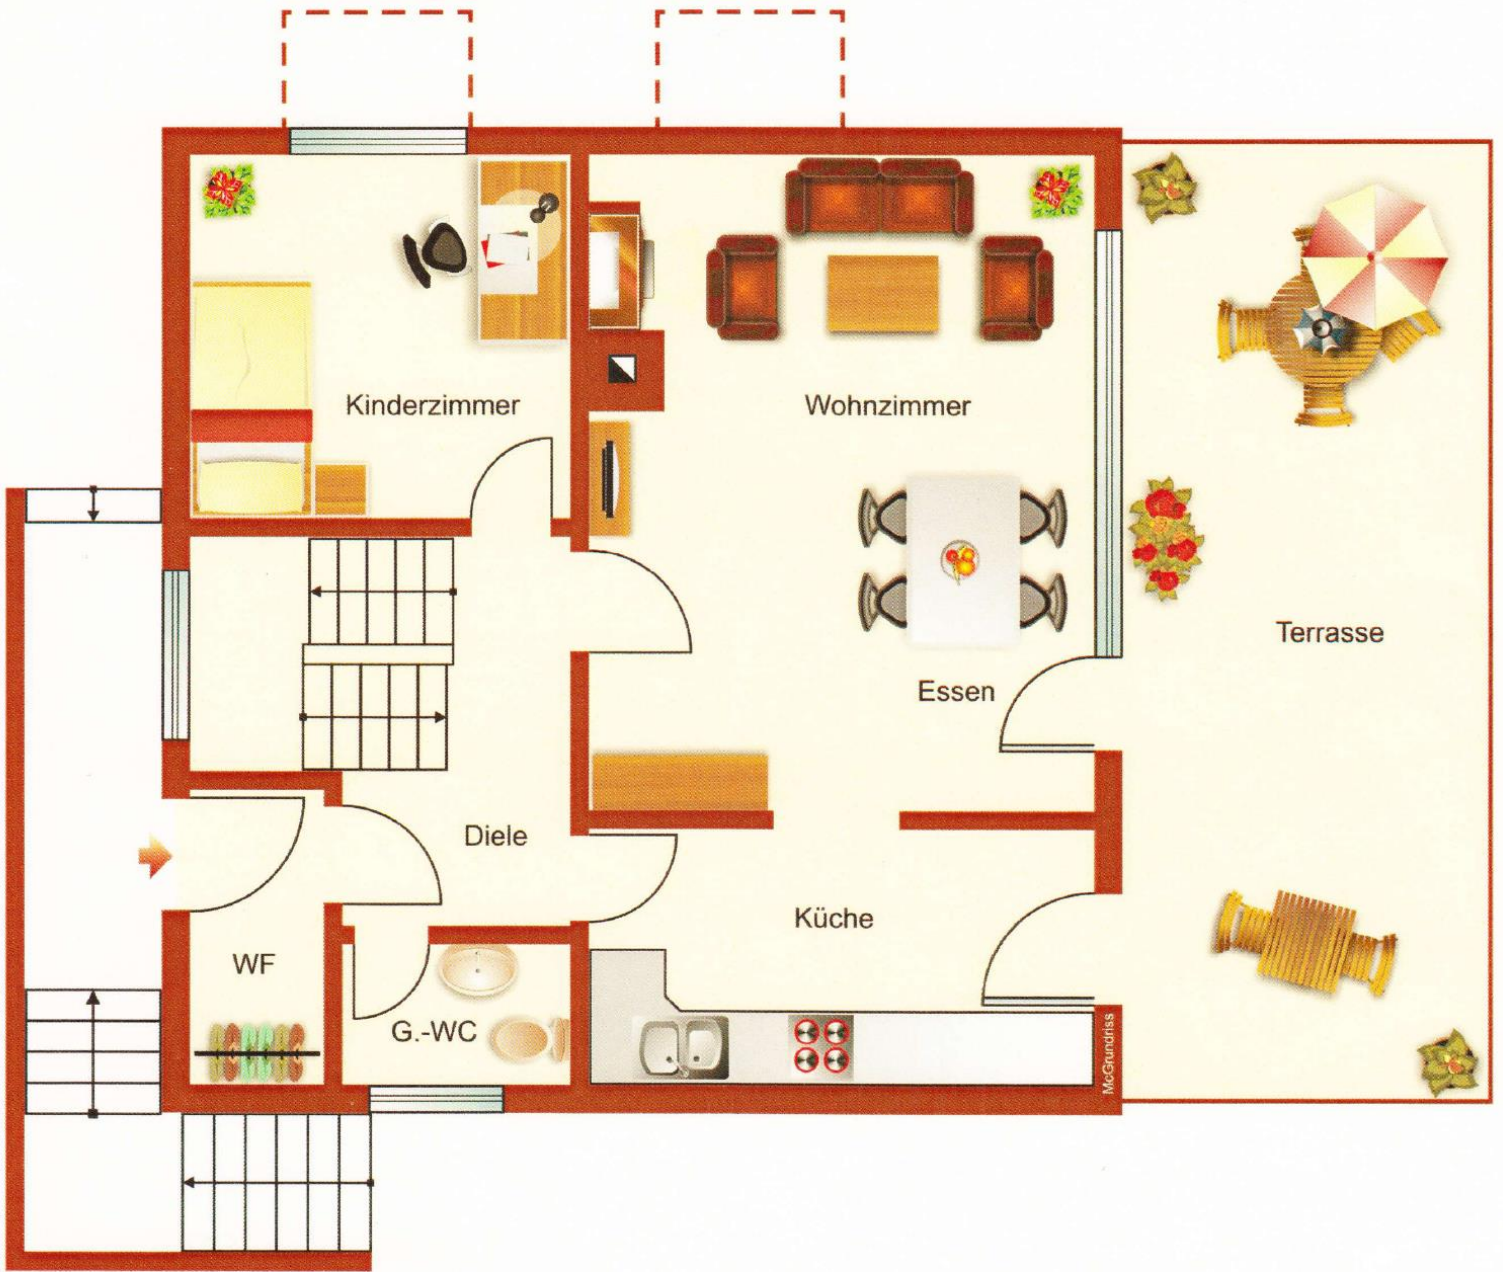 Kinderzimmer
Wohnzimmer
Terrasse
Essen
Diele
Küche
WF
G.-WC
McGrundriss